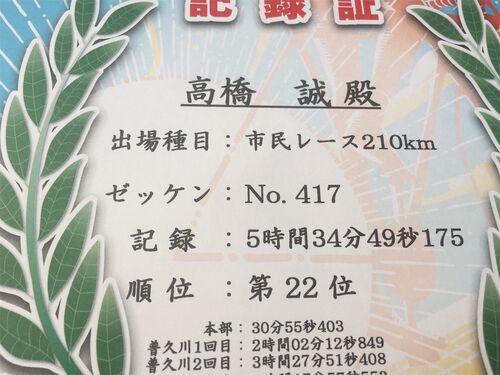 記録証
高橋 誠 殿
出場種目：市民レース210km
ゼッケン：No. 417
記録：5時間34分49秒175
順位：第22位
本部：30分55秒403
普久川1回目：2時間02分12秒849
普久川2回目：3時間27分51秒408